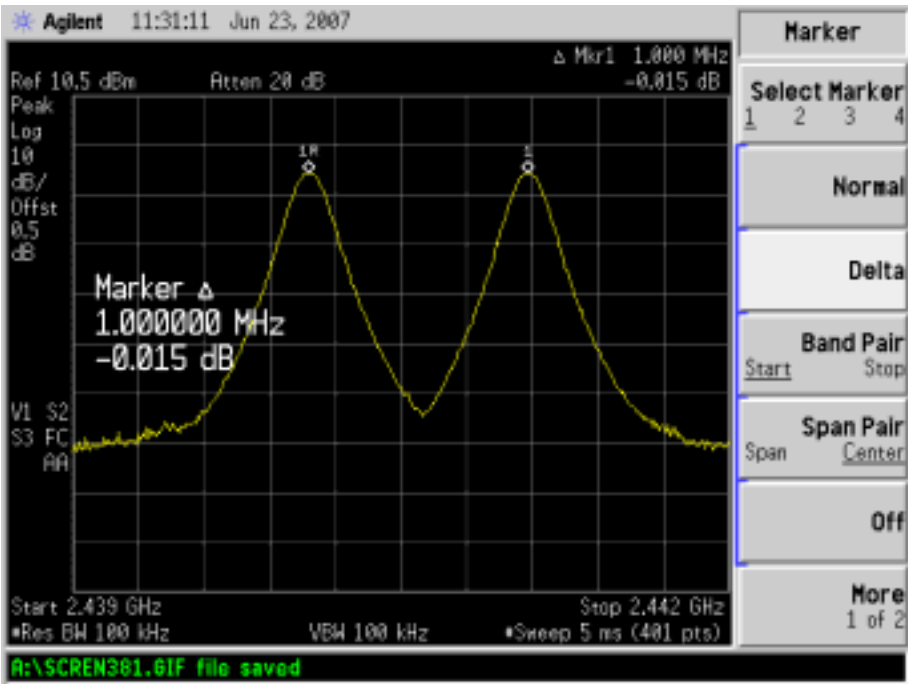 Agilent 11:31:11 Jun 23, 2007
Marker
Δ Mkr1 1.000 MHz
Ref 10.5 dBm Atten 20 dB -0.015 dB
Peak
Log
10
dB/
Offst
0.5
dB
1R
1
Marker Δ
1.000000 MHz
-0.015 dB
V1 S2
S3 FC
AA
Start 2.439 GHz Stop 2.442 GHz
#Res BW 100 kHz VBW 100 kHz #Sweep 5 ms (401 pts)
A:\SCREN381.GIF file saved
Select Marker
1 2 3 4
Normal
Delta
Band Pair
Start Stop
Span Pair
Span Center
Off
More
1 of 2